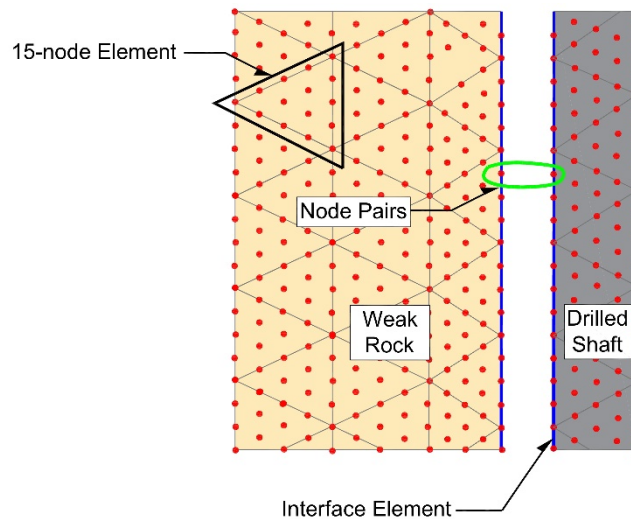 15-node Element
Node Pairs
Weak
Rock
Drilled
Shaft
Interface Element